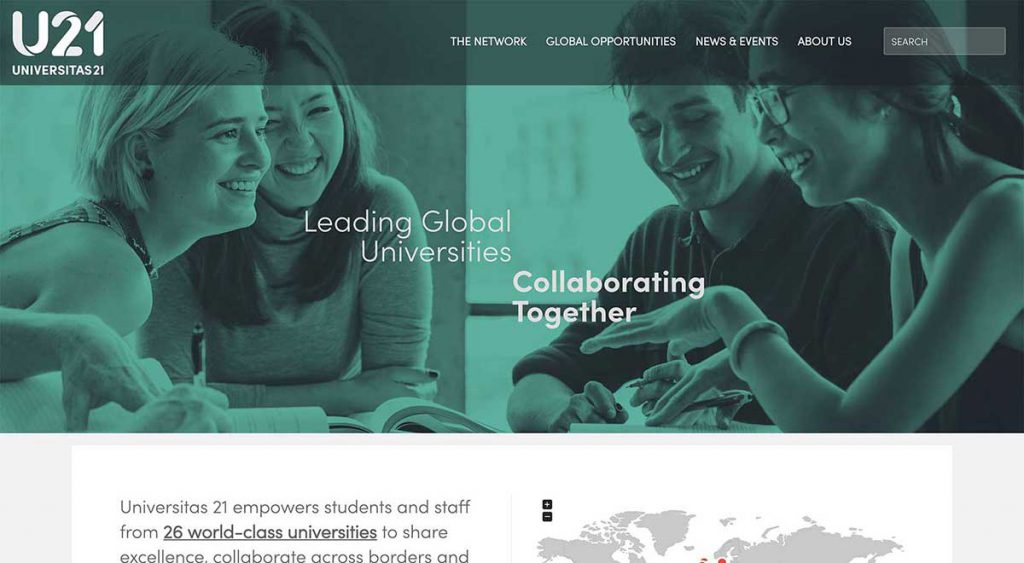 U21
UNIVERSITAS 21
THE NETWORK
GLOBAL OPPORTUNITIES
NEWS & EVENTS
ABOUT US
SEARCH
Leading Global
Universities
Collaborating
Together
Universitas 21 empowers students and staff
from 26 world-class universities to share
excellence, collaborate across borders and
+
-